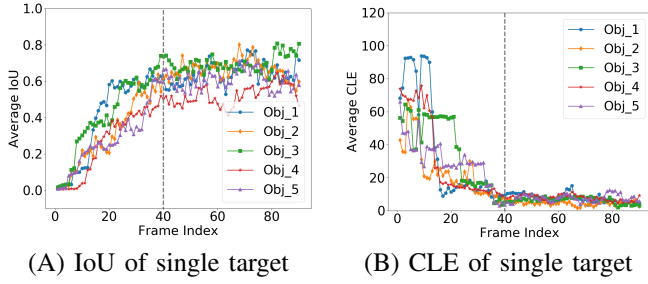 1.0
0.8
0.6
0.4
0.2
0.0
Average IoU
0
20
40
60
80
Frame Index
Obj_1
Obj_2
Obj_3
Obj_4
Obj_5
(A) IoU of single target
120
100
80
60
40
20
0
Average CLE
0
20
40
60
80
Frame Index
Obj_1
Obj_2
Obj_3
Obj_4
Obj_5
(B) CLE of single target